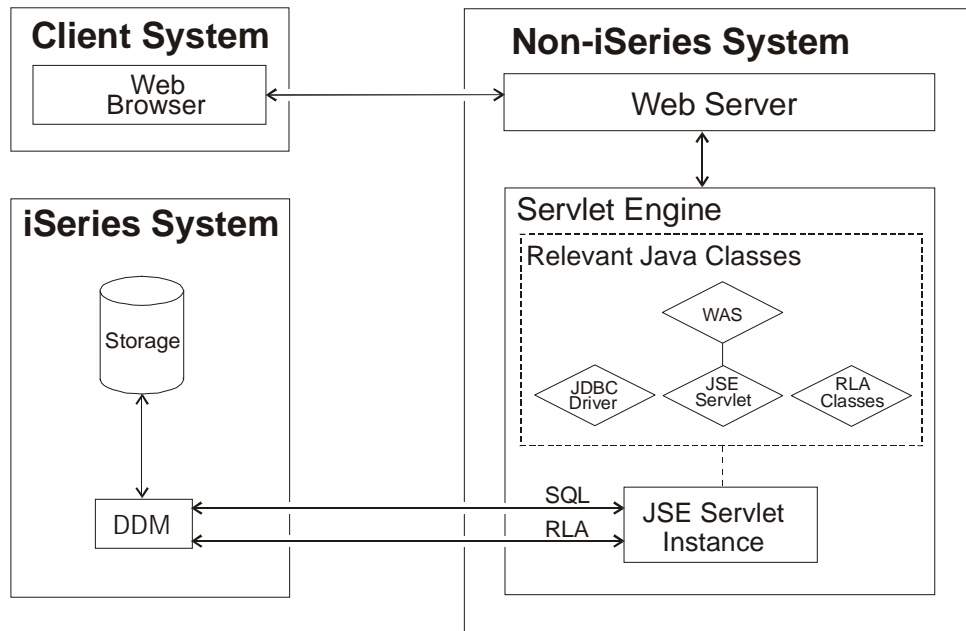 Client System
Web
Browser
Non-iSeries System
Web Server
iSeries System
Storage
DDM
Servlet Engine
Relevant Java Classes
WAS
JDBC
Driver
JSE
Servlet
RLA
Classes
SQL
RLA
JSE Servlet
Instance